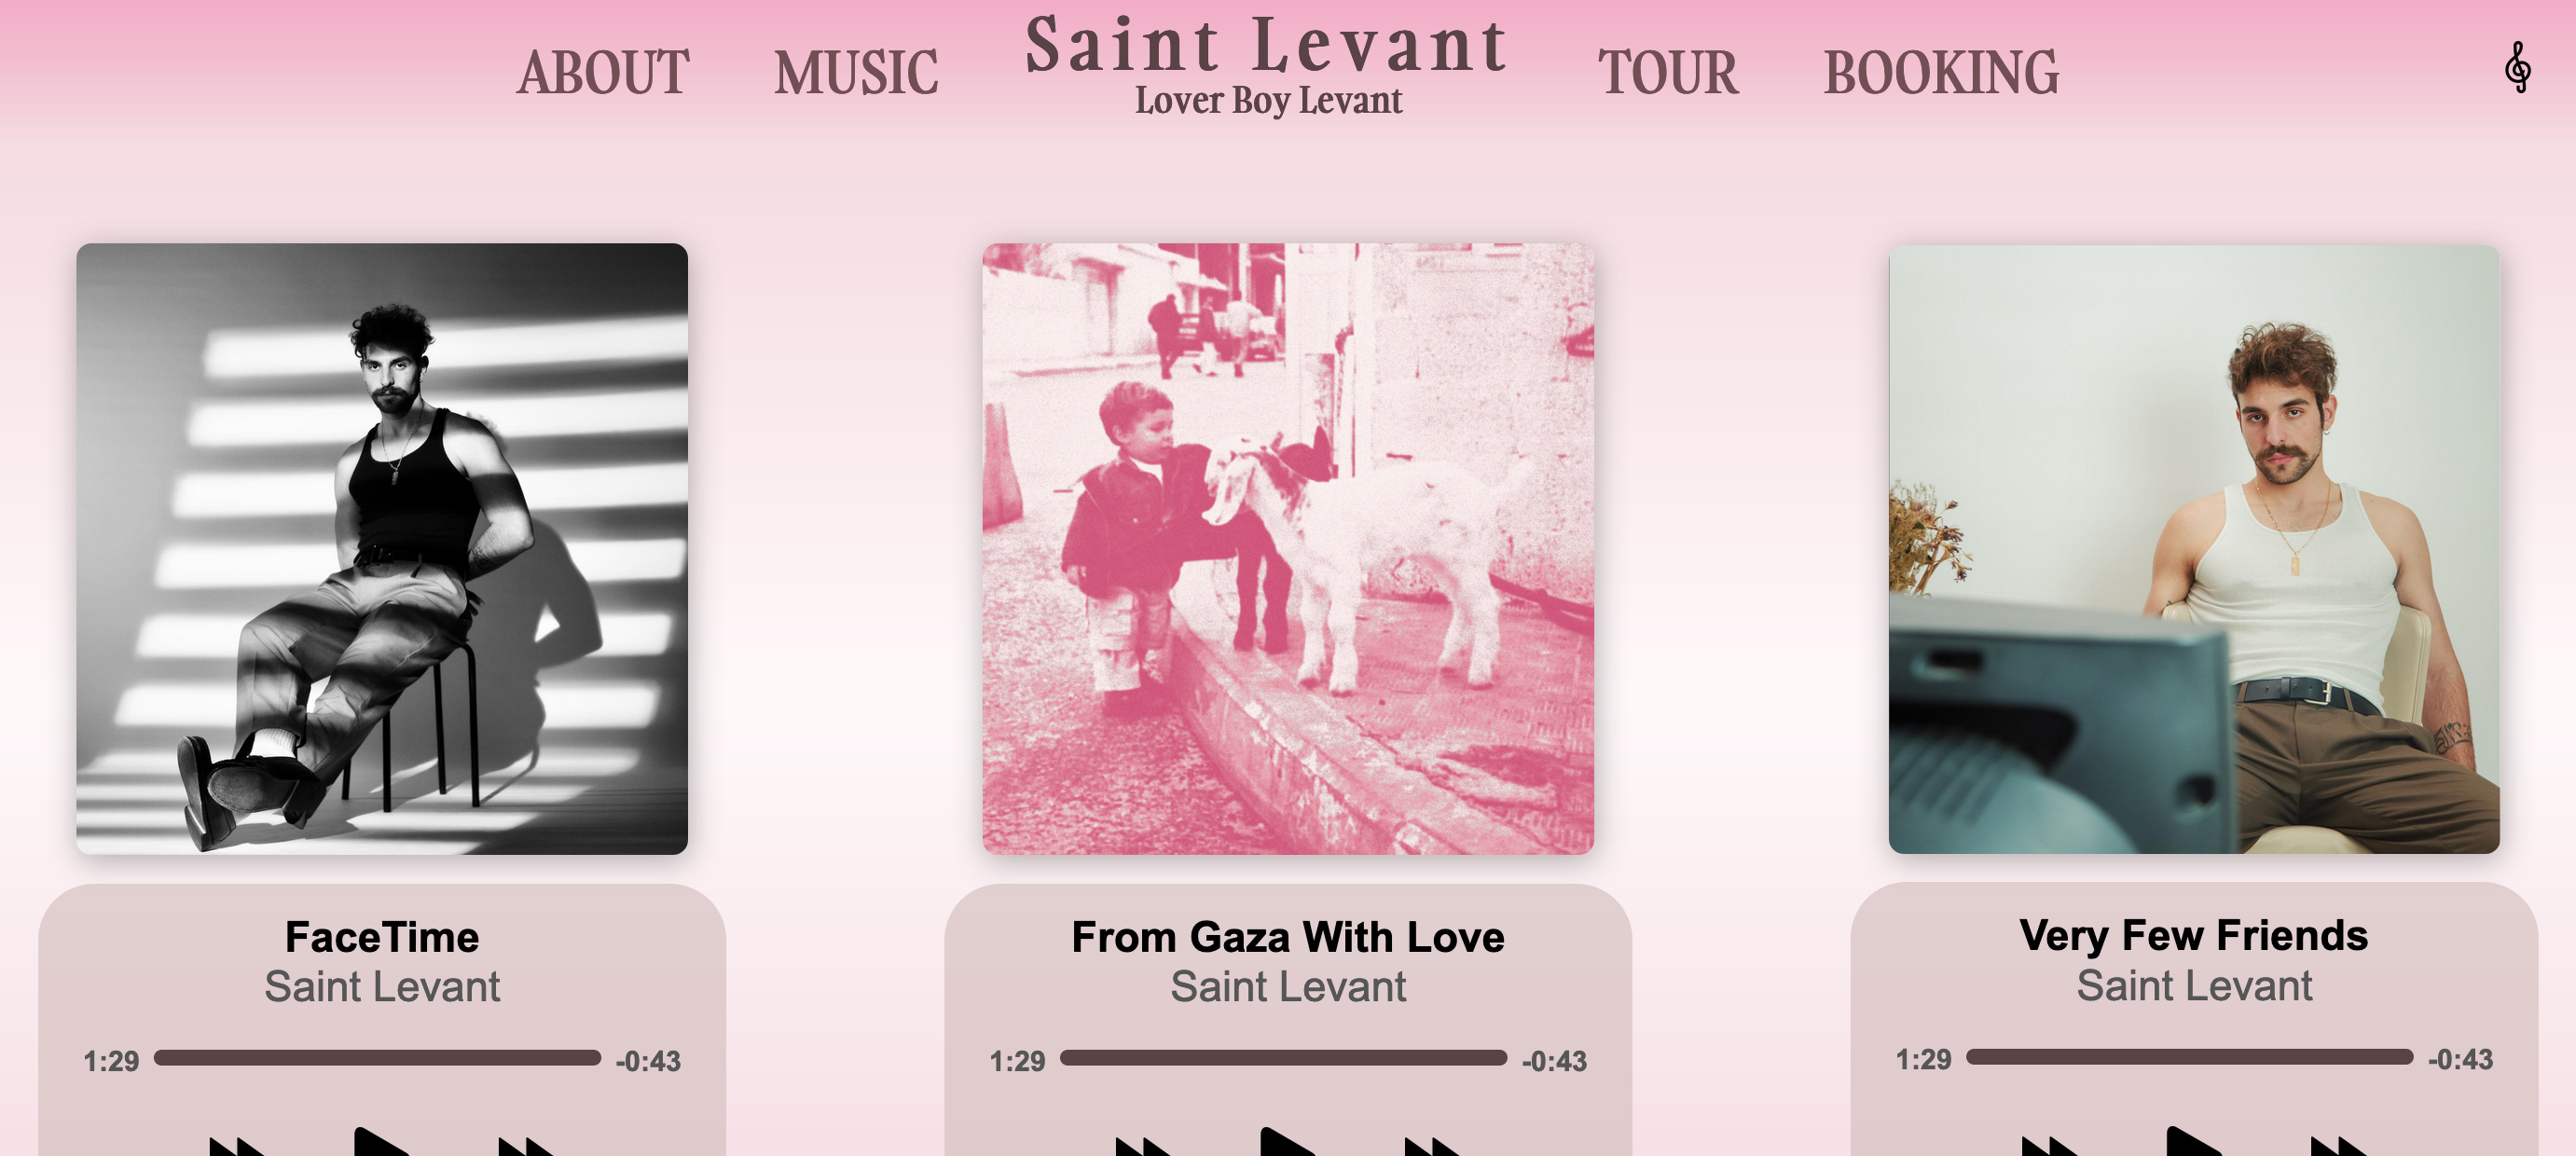 ABOUT
MUSIC
Saint Levant
Lover Boy Levant
TOUR
BOOKING
FaceTime
Saint Levant
1:29
-0:43
From Gaza With Love
Saint Levant
1:29
-0:43
Very Few Friends
Saint Levant
1:29
-0:43